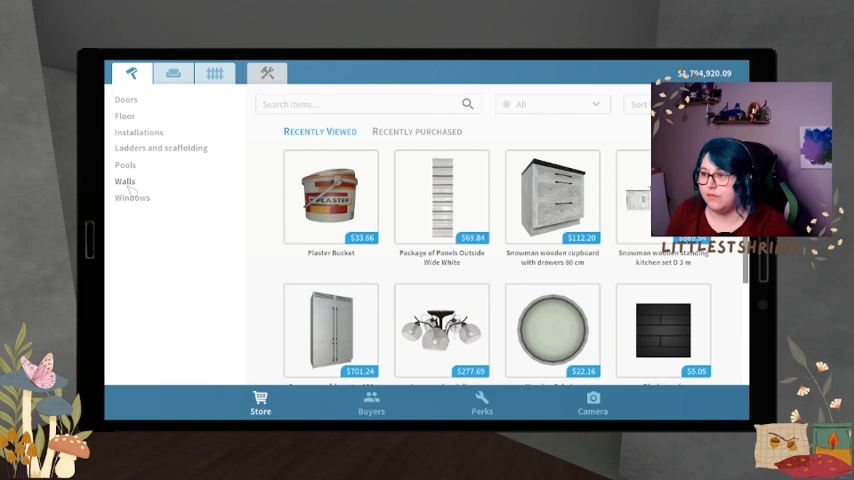 $1,794,920.09
Doors
Floor
Installations
Ladders and scaffolding
Pools
Walls
Windows
Search items...
All
Sort
RECENTLY VIEWED
RECENTLY PURCHASED
PLASTER
$33.66
$69.84
$112.20
Plaster Bucket
Package of Panels Outside
Wide White
Snowman wooden cupboard
with drawers 80 cm
Snowman wooden standing
kitchen set D 3 m
LITTLESTSHRIMP
$701.24
$277.69
$22.16
$5.05
Store
Buyers
Perks
Camera